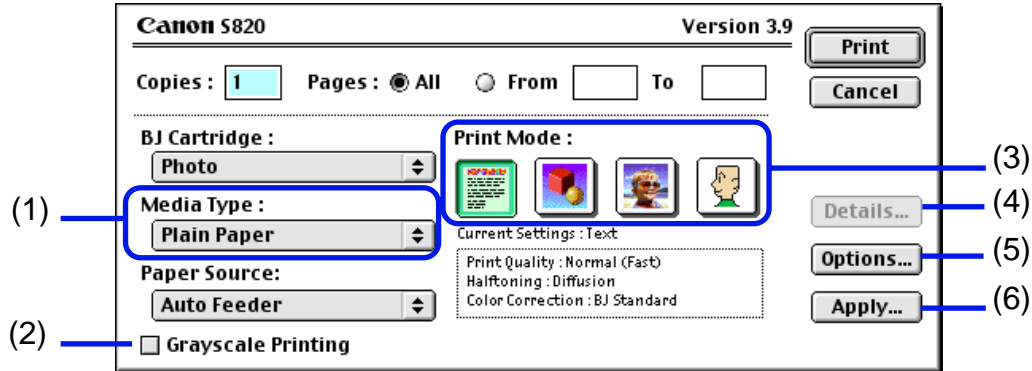 Canon S820 Version 3.9
Print
Copies : 1 Pages : All From To
Cancel
BJ Cartridge :
Photo
Print Mode :
(3)
(1)
Media Type :
Plain Paper
Details...
(4)
Current Settings : Text
Print Quality : Normal (Fast)
Halftoning : Diffusion
Color Correction : BJ Standard
Options...
(5)
Paper Source:
Auto Feeder
Apply...
(6)
(2)
Grayscale Printing